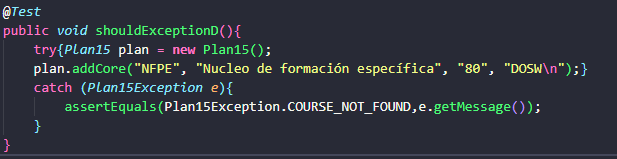 @Test
public void shouldExceptionD(){
    try{Plan15 plan = new Plan15();
    plan.addCore("NFPE", "Nucleo de formación específica", "80", "DOSW\n");}
    catch (Plan15Exception e){
        assertEquals(Plan15Exception.COURSE_NOT_FOUND,e.getMessage());
    }
}